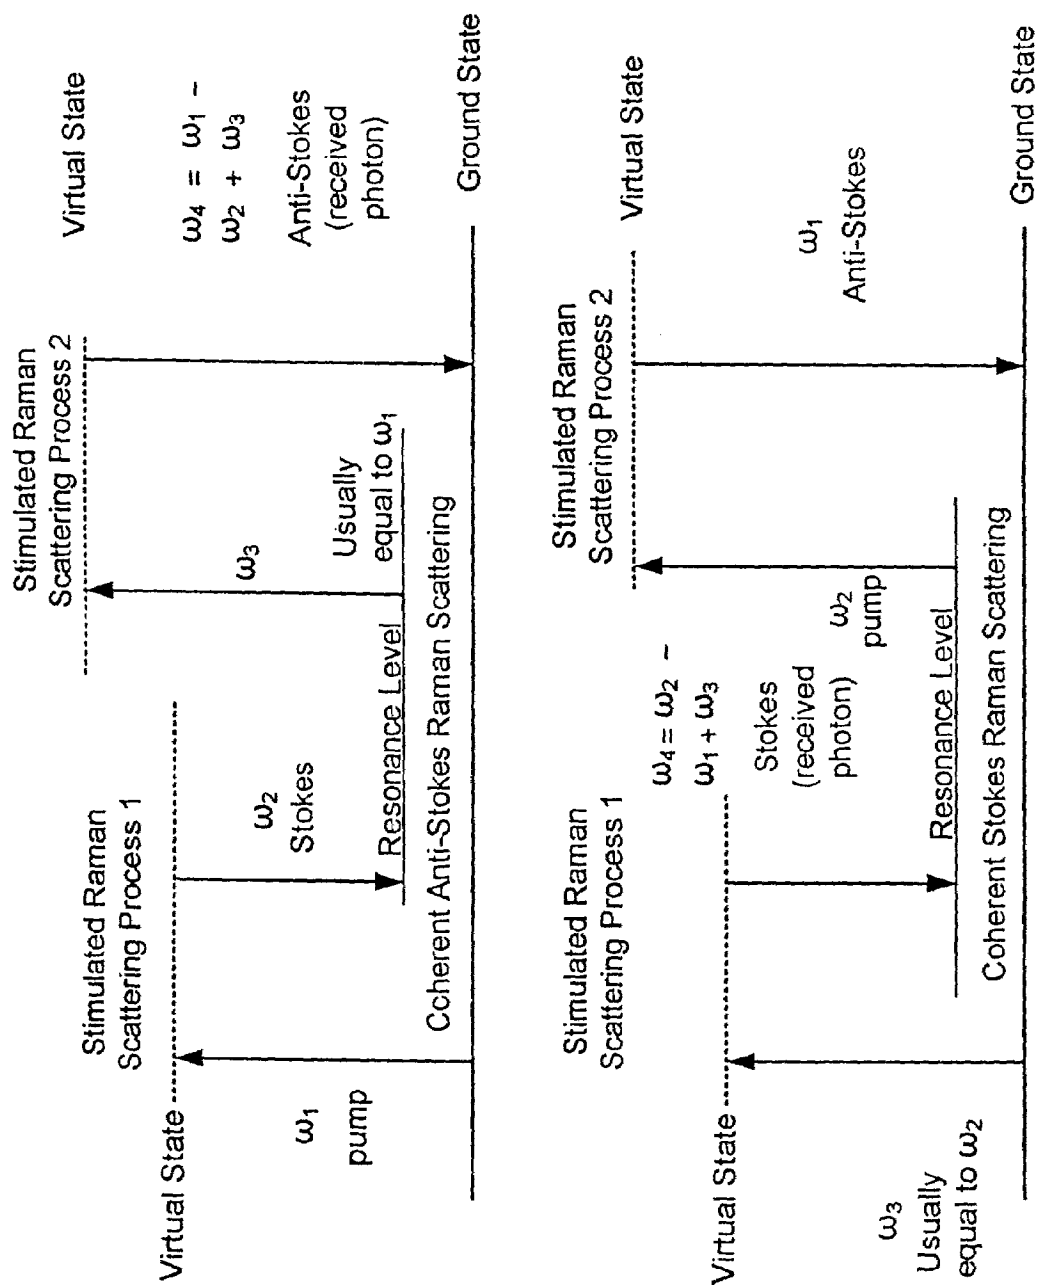 Stimulated Raman
Scattering Process 1
Stimulated Raman
Scattering Process 2
Virtual State
Virtual State
ω1
pump
ω2
Stokes
ω3
Usually
equal to ω1
ω4 = ω1 −
ω2 + ω3
Anti-Stokes
(received
photon)
Resonance Level
Ccherent Anti-Stokes Raman Scattering
Ground State
Stimulated Raman
Scattering Process 1
Stimulated Raman
Scattering Process 2
Virtual State
Virtual State
ω3
Usually
equal to ω2
ω4 = ω2 −
ω1 + ω3
Stokes
(received
photon)
ω2
pump
ω1
Anti-Stokes
Resonance Level
Coherent Stokes Raman Scattering
Ground State